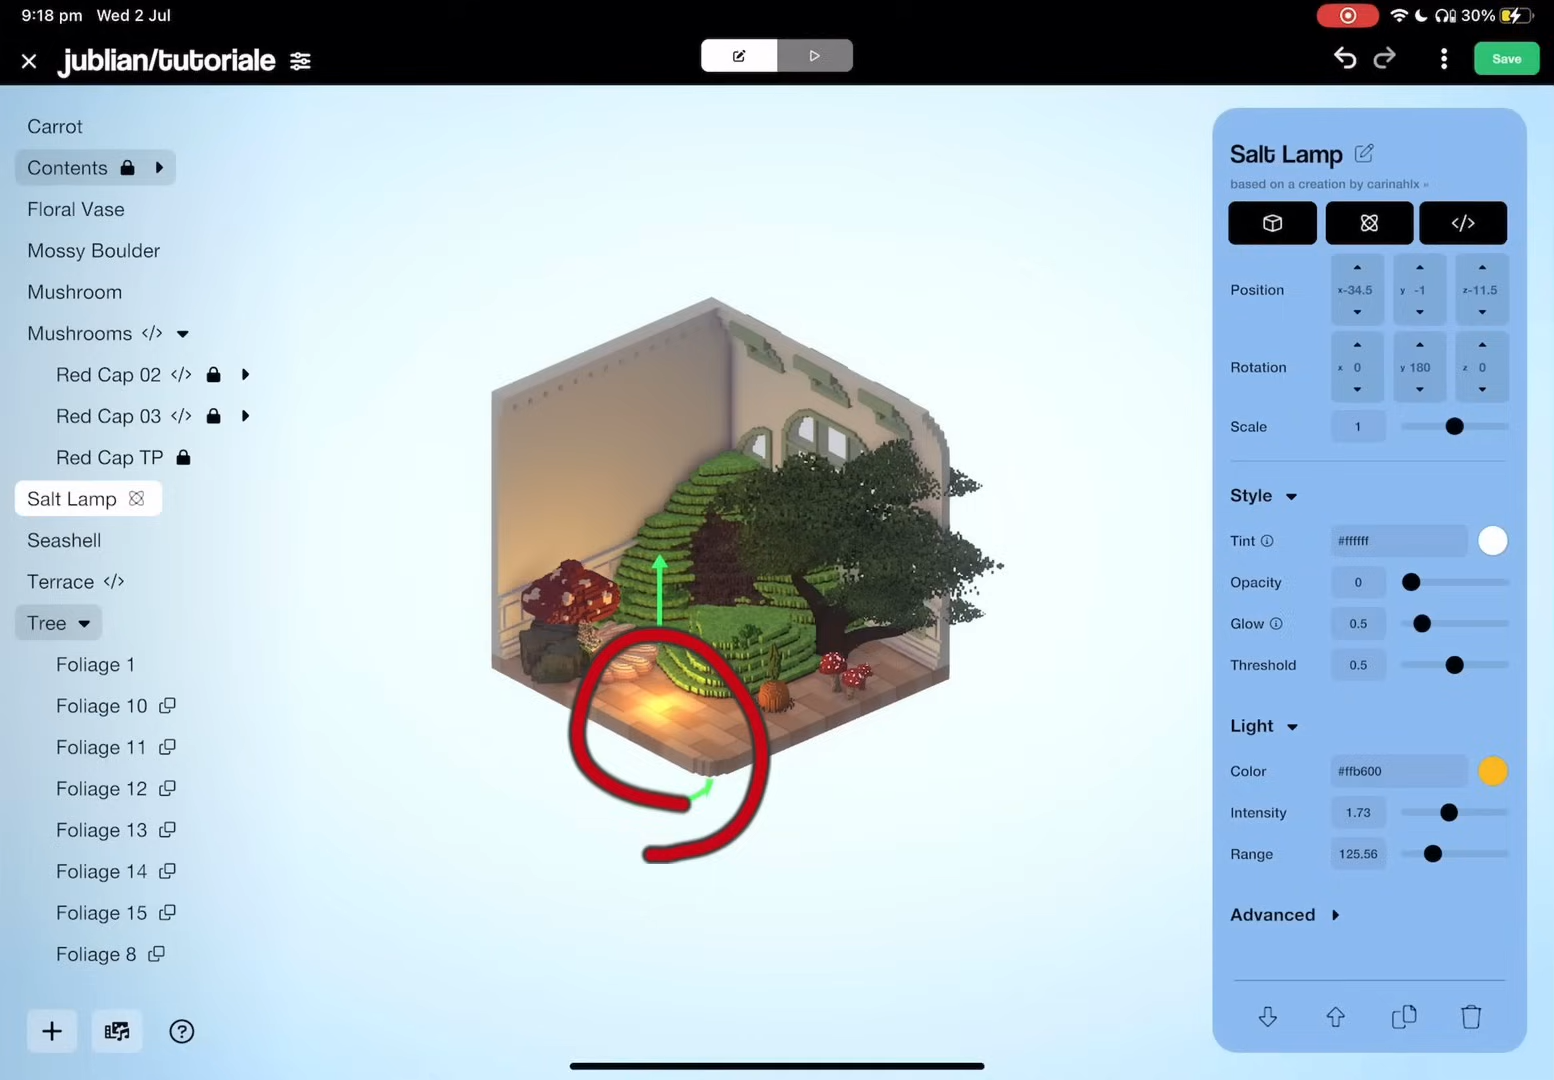 9:18 pm Wed 2 Jul
30%
jublian/tutoriale
Save
Carrot
Contents
Floral Vase
Mossy Boulder
Mushroom
Mushrooms </>
Red Cap 02 </>
Red Cap 03 </>
Red Cap TP
Salt Lamp
Seashell
Terrace </>
Tree
Foliage 1
Foliage 10
Foliage 11
Foliage 12
Foliage 13
Foliage 14
Foliage 15
Foliage 8
Salt Lamp
based on a creation by carinahlx »
</>
Position x-34.5 y -1 z-11.5
Rotation x 0 y 180 z 0
Scale 1
Style
Tint #ffffff
Opacity 0
Glow 0.5
Threshold 0.5
Light
Color #ffb600
Intensity 1.73
Range 125.56
Advanced